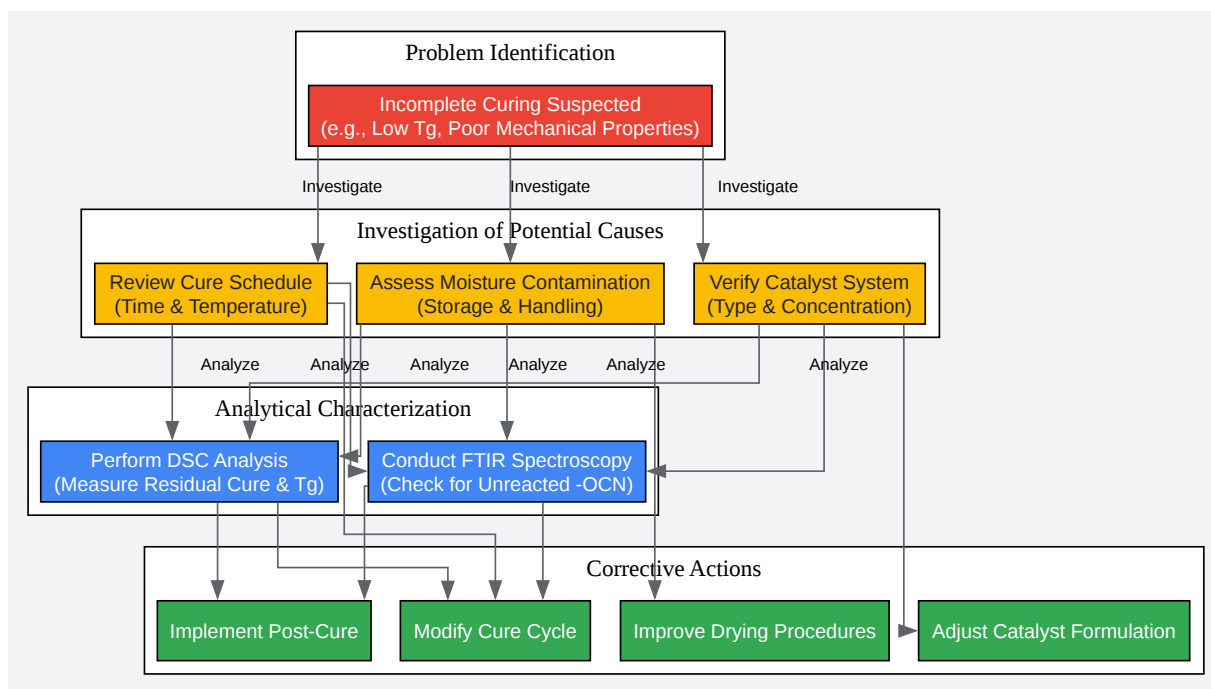 Problem Identification
Incomplete Curing Suspected
(e.g., Low Tg, Poor Mechanical Properties)
Investigate
Investigate
Investigate
Investigation of Potential Causes
Review Cure Schedule
(Time & Temperature)
Assess Moisture Contamination
(Storage & Handling)
Verify Catalyst System
(Type & Concentration)
Analyze
Analyze
Analyze
Analyze
Analyze
Analyze
Analytical Characterization
Perform DSC Analysis
(Measure Residual Cure & Tg)
Conduct FTIR Spectroscopy
(Check for Unreacted -OCN)
Corrective Actions
Implement Post-Cure
Modify Cure Cycle
Improve Drying Procedures
Adjust Catalyst Formulation